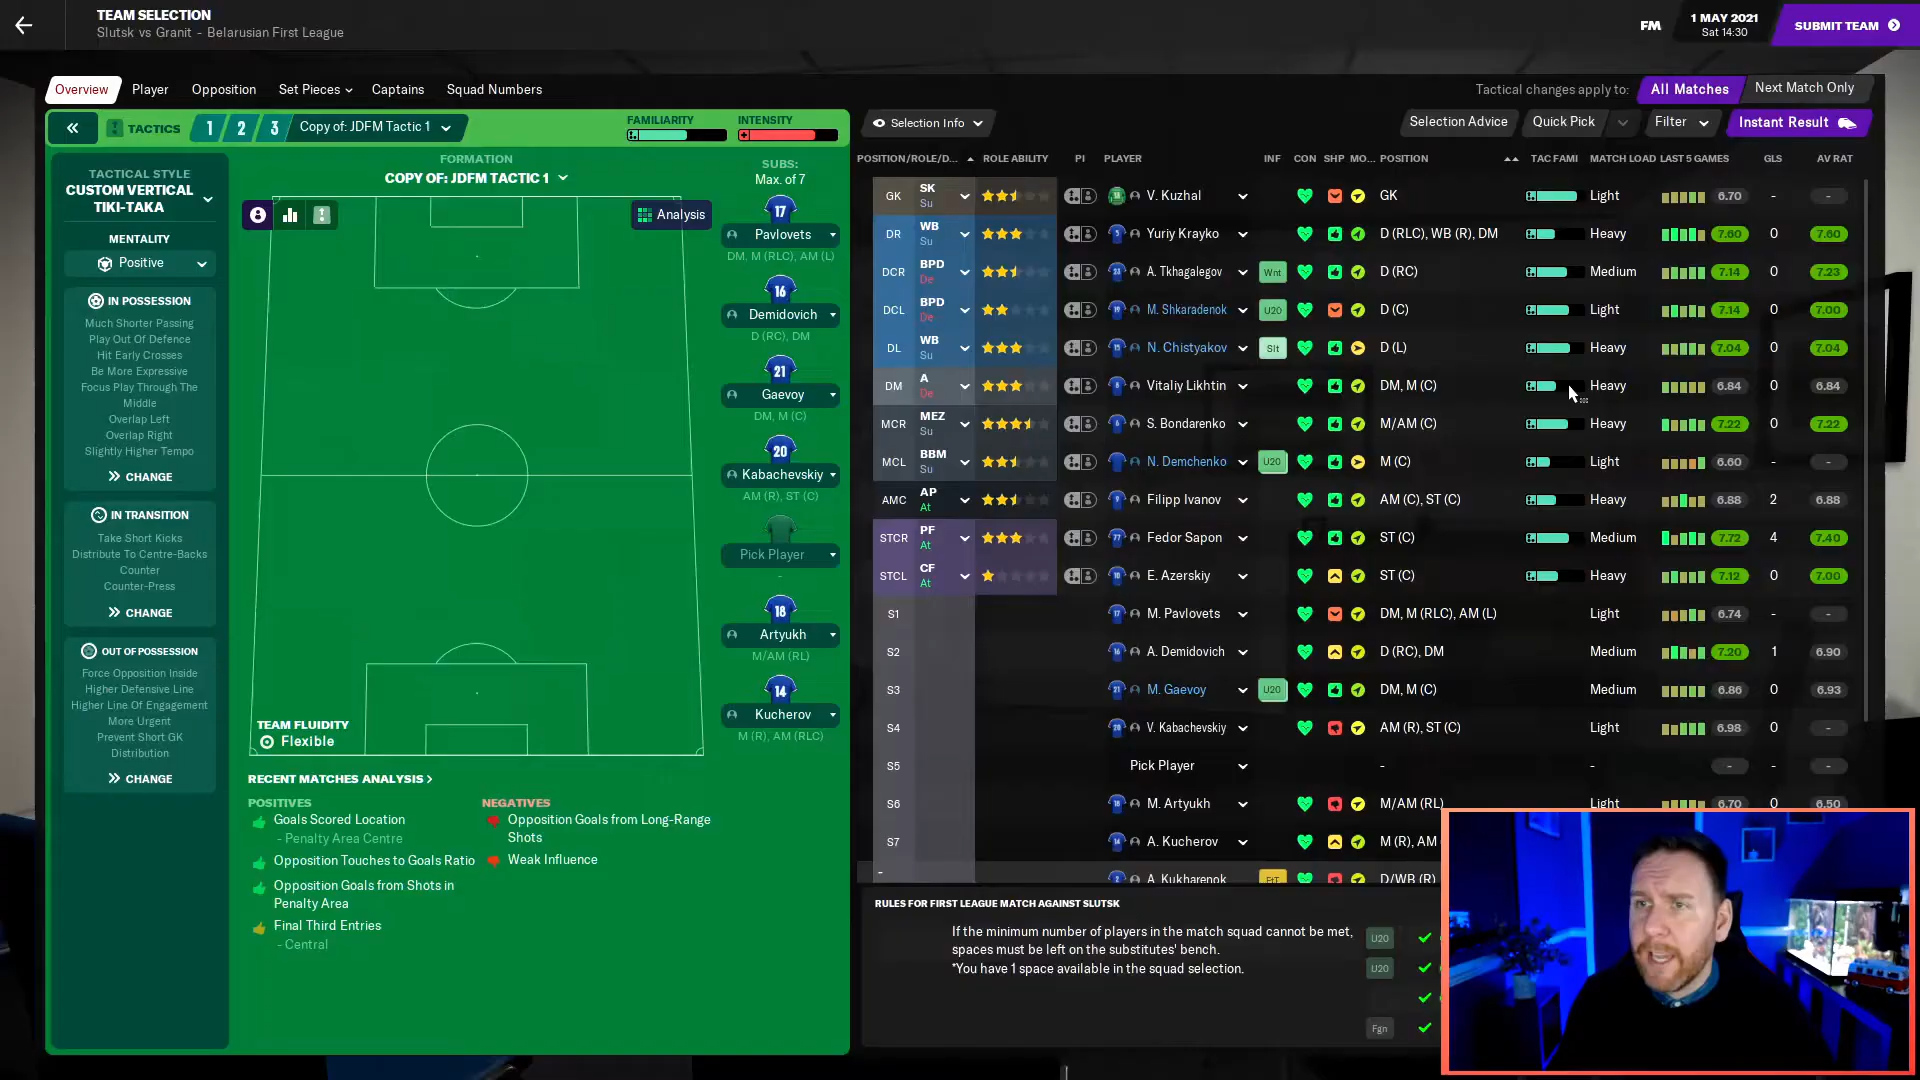 TEAM SELECTION
Slutsk vs Granit - Belarusian First League
FM
1 MAY 2021
Sat 14:30
SUBMIT TEAM
Overview Player Opposition Set Pieces Captains Squad Numbers
Tactical changes apply to: All Matches Next Match Only
TACTICS 1 2 3 Copy of: JDFM Tactic 1
FAMILIARITY INTENSITY
Selection Info
Selection Advice Quick Pick Filter Instant Result
TACTICAL STYLE
CUSTOM VERTICAL
TIKI-TAKA
MENTALITY
Positive
IN POSSESSION
Much Shorter Passing
Play Out Of Defence
Hit Early Crosses
Be More Expressive
Focus Play Through The
Middle
Overlap Left
Overlap Right
Slightly Higher Tempo
CHANGE
IN TRANSITION
Take Short Kicks
Distribute To Centre-Backs
Counter
Counter-Press
CHANGE
OUT OF POSSESSION
Force Opposition Inside
Higher Defensive Line
Higher Line Of Engagement
More Urgent
Prevent Short GK
Distribution
CHANGE
FORMATION
COPY OF: JDFM TACTIC 1
Analysis
TEAM FLUIDITY
Flexible
SUBS:
Max. of 7
17
Pavlovets
DM, M (RLC), AM (L)
16
Demidovich
D (RC), DM
21
Gaevoy
DM, M (C)
20
Kabachevskiy
AM (R), ST (C)
Pick Player
-
18
Artyukh
M/AM (RL)
14
Kucherov
M (R), AM (RLC)
RECENT MATCHES ANALYSIS >
POSITIVES
Goals Scored Location
- Penalty Area Centre
Opposition Touches to Goals Ratio
Opposition Goals from Shots in
Penalty Area
Final Third Entries
- Central
NEGATIVES
Opposition Goals from Long-Range
Shots
Weak Influence
POSITION/ROLE/D... ROLE ABILITY PI PLAYER INF CON SHP MO... POSITION TAC FAMI MATCH LOAD LAST 5 GAMES GLS AV RAT
GK SK Su V. Kuzhal GK Light 6.70 - -
DR WB Su Yuriy Krayko D (RLC), WB (R), DM Heavy 7.60 0 7.60
DCR BPD De A. Tkhagalegov Wnt D (RC) Medium 7.14 0 7.23
DCL BPD De M. Shkaradenok U20 D (C) Light 7.14 0 7.00
DL WB Su N. Chistyakov Slt D (L) Heavy 7.04 0 7.04
DM A De Vitaliy Likhtin DM, M (C) Heavy 6.84 0 6.84
MCR MEZ Su S. Bondarenko M/AM (C) Heavy 7.22 0 7.22
MCL BBM Su N. Demchenko U20 M (C) Light 6.60 - -
AMC AP At Filipp Ivanov AM (C), ST (C) Heavy 6.88 2 6.88
STCR PF At Fedor Sapon ST (C) Medium 7.72 4 7.40
STCL CF At E. Azerskiy ST (C) Heavy 7.12 0 7.00
S1 M. Pavlovets DM, M (RLC), AM (L) Light 6.74 - -
S2 A. Demidovich D (RC), DM Medium 7.20 1 6.90
S3 M. Gaevoy U20 DM, M (C) Medium 6.86 0 6.93
S4 V. Kabachevskiy AM (R), ST (C) Light 6.98 0 -
S5 Pick Player - - - - -
S6 M. Artyukh M/AM (RL) Light 6.70 0 6.50
S7 A. Kucherov M (R), AM
- A. Kukharenok FtT D/WB (R)
RULES FOR FIRST LEAGUE MATCH AGAINST SLUTSK
If the minimum number of players in the match squad cannot be met,
spaces must be left on the substitutes' bench.
*You have 1 space available in the squad selection.
U20
U20
Fgn